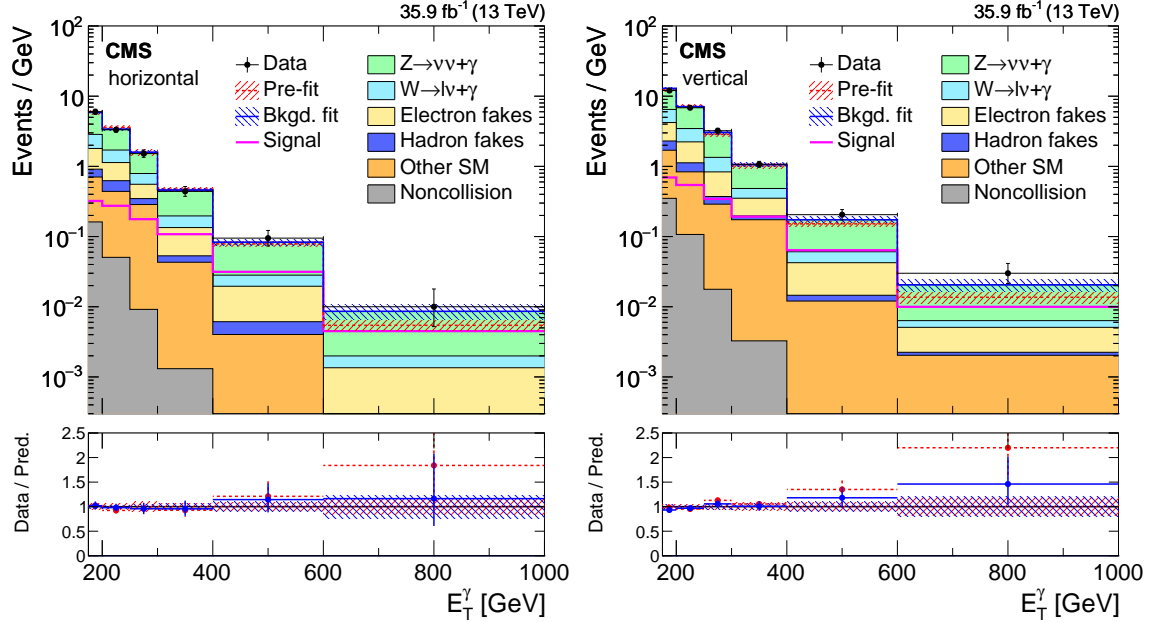 35.9 fb⁻¹ (13 TeV)
CMS
horizontal
Data
Pre-fit
Bkgd. fit
Signal
Z→νν+γ
W→lν+γ
Electron fakes
Hadron fakes
Other SM
Noncollision
Events / GeV
10²
10
1
10⁻¹
10⁻²
10⁻³
Data / Pred.
2.5
2
1.5
1
0.5
0
200 400 600 800 1000
E_T^γ [GeV]
35.9 fb⁻¹ (13 TeV)
CMS
vertical
Data
Pre-fit
Bkgd. fit
Signal
Z→νν+γ
W→lν+γ
Electron fakes
Hadron fakes
Other SM
Noncollision
Events / GeV
10²
10
1
10⁻¹
10⁻²
10⁻³
Data / Pred.
2.5
2
1.5
1
0.5
0
200 400 600 800 1000
E_T^γ [GeV]